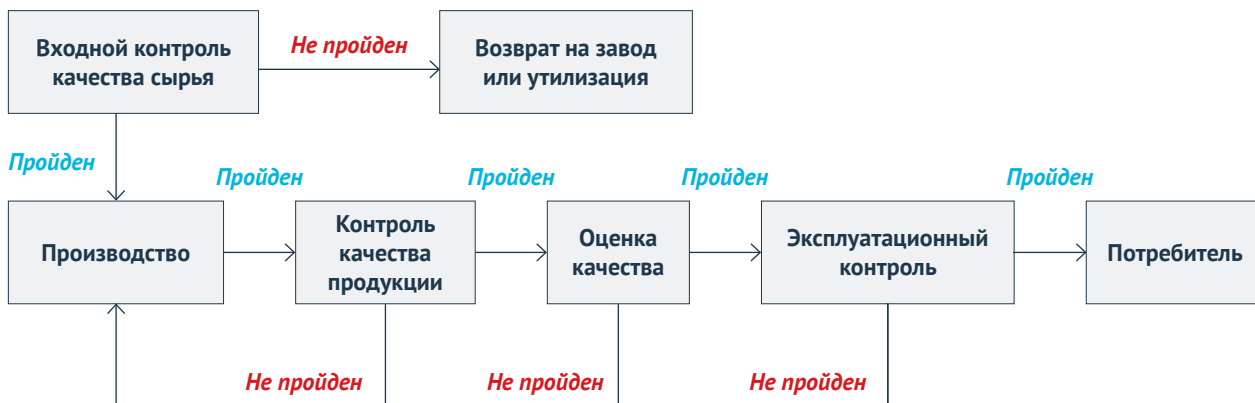 Входной контроль
качества сырья
Не пройден
Возврат на завод
или утилизация
Пройден
Пройден
Пройден
Пройден
Пройден
Производство
Контроль
качества
продукции
Оценка
качества
Эксплуатационный
контроль
Потребитель
Не пройден
Не пройден
Не пройден